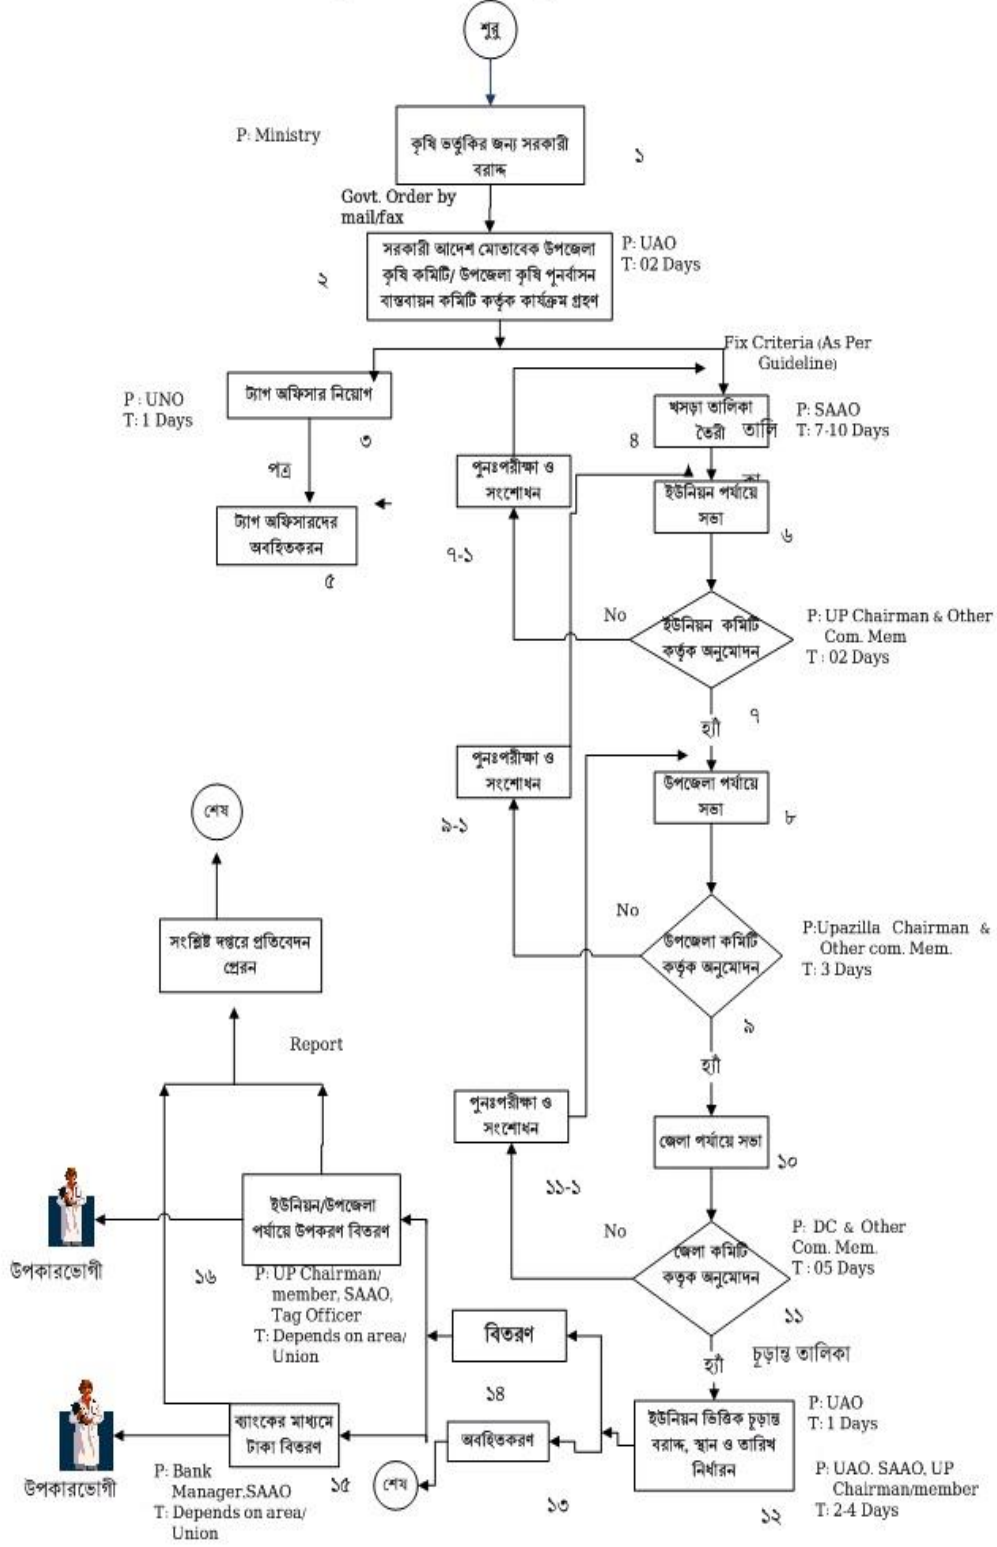 শুরু
P: Ministry
কৃষি ভর্তুকির জন্য সরকারী
বরাদ্দ
১
Govt. Order by
mail/fax
সরকারী আদেশ মোতাবেক উপজেলা
কৃষি কমিটি/ উপজেলা কৃষি পুনর্বাসন
বাস্তবায়ন কমিটি কর্তৃক কার্যক্রম গ্রহণ
২
P: UAO
T: 02 Days
Fix Criteria (As Per
Guideline)
ট্যাগ অফিসার নিয়োগ
P : UNO
T: 1 Days
৩
খসড়া তালিকা
তৈরী
তালি
P: SAAO
T: 7-10 Days
৪
পত্র
পুনঃপরীক্ষা ও
সংশোধন
৭-১
কা
ইউনিয়ন পর্যায়ে
সভা
৬
ট্যাগ অফিসারদের
অবহিতকরন
৫
No
ইউনিয়ন কমিটি
কর্তৃক অনুমোদন
P: UP Chairman & Other
Com. Mem
T : 02 Days
৭
হ্যাঁ
পুনঃপরীক্ষা ও
সংশোধন
৯-১
উপজেলা পর্যায়ে
সভা
৮
শেষ
No
উপজেলা কমিটি
কর্তৃক অনুমোদন
P:Upazilla Chairman &
Other com. Mem.
T: 3 Days
৯
সংশ্লিষ্ট দপ্তরে প্রতিবেদন
প্রেরন
Report
হ্যাঁ
পুনঃপরীক্ষা ও
সংশোধন
১১-১
জেলা পর্যায়ে সভা
১০
ইউনিয়ন/উপজেলা
পর্যায়ে উপকরণ বিতরণ
উপকারভোগী
১৬
P: UP Chairman/
member, SAAO,
Tag Officer
T: Depends on area/
Union
No
জেলা কমিটি
কর্তৃক অনুমোদন
P: DC & Other
Com. Mem.
T : 05 Days
১১
হ্যাঁ
চূড়ান্ত তালিকা
বিতরণ
১৪
ইউনিয়ন ভিত্তিক চূড়ান্ত
বরাদ্দ, স্থান ও তারিখ
নির্ধারন
P: UAO
T: 1 Days
P: UAO. SAAO, UP
Chairman/member
T: 2-4 Days
১২
ব্যাংকের মাধ্যমে
টাকা বিতরণ
অবহিতকরণ
শেষ
১৩
উপকারভোগী
১৫
P: Bank
Manager,SAAO
T: Depends on area/
Union